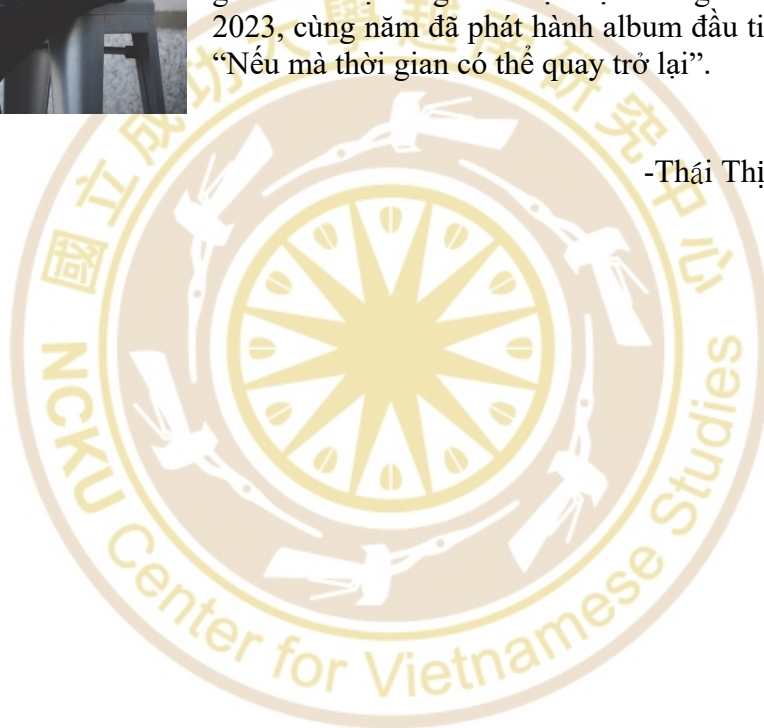 2023, cùng năm đã phát hành album đầu ti
“Nếu mà thời gian có thể quay trở lại”.
-Thái Thị
國立成功大學越南研究中心
NCKU Center for Vietnamese Studies